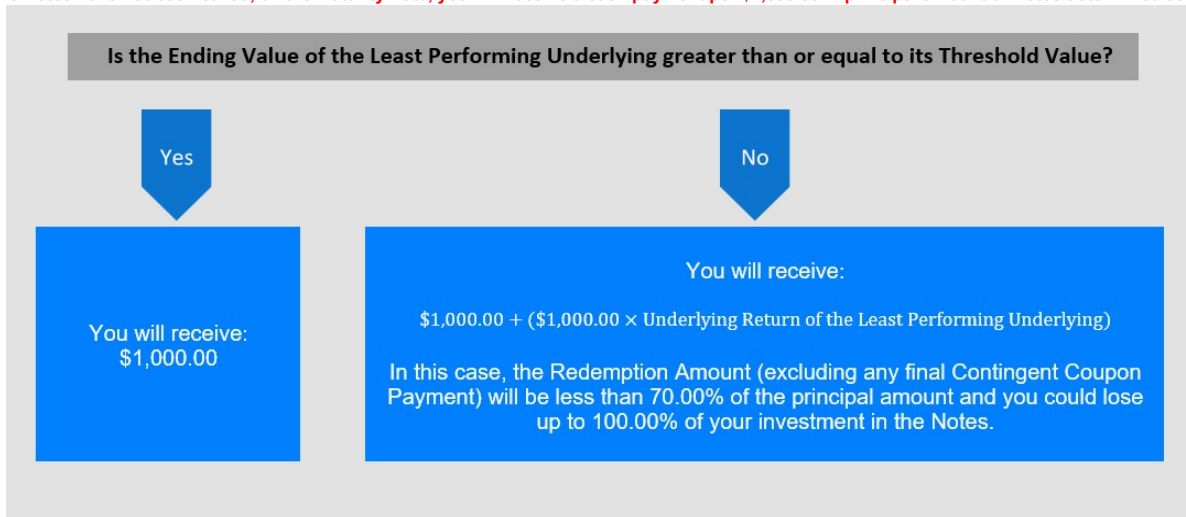 Is the Ending Value of the Least Performing Underlying greater than or equal to its Threshold Value?
Yes
No
You will receive:
$1,000.00
You will receive:
$1,000.00 + ($1,000.00 × Underlying Return of the Least Performing Underlying)
In this case, the Redemption Amount (excluding any final Contingent Coupon
Payment) will be less than 70.00% of the principal amount and you could lose
up to 100.00% of your investment in the Notes.